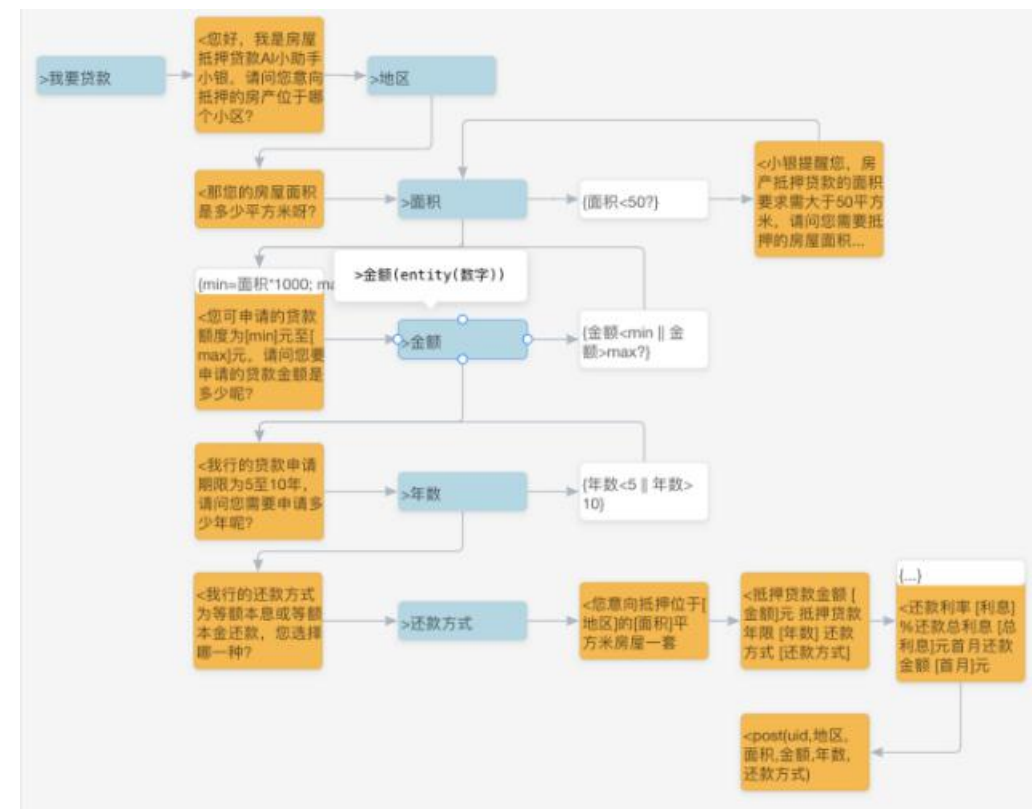 >我要贷款
<您好，我是房屋
抵押贷款AI小助手
小银，请问您意向
抵押的房产位于哪
个小区?
>地区
<那您的房屋面积
是多少平方米呀?
>面积
{面积<50?}
<小银提醒您，房
产抵押贷款的面积
要求需大于50平方
米，请问您需要抵
押的房屋面积...
{min=面积*1000; ma
>金额(entity(数字))
<您可申请的贷款
额度为[min]元至[
max]元，请问您要
申请的贷款金额是
多少呢?
>金额
{金额<min || 金
额>max?}
<我行的贷款申请
期限为5至10年，
请问您需要申请多
少年呢?
>年数
{年数<5 || 年数>
10}
<我行的还款方式
为等额本息或等额
本金还款，您选择
哪一种?
>还款方式
<您意向抵押位于[
地区]的[面积]平
方米房屋一套
<抵押贷款金额 [
金额]元 抵押贷款
年限 [年数] 还款
方式 [还款方式]
{...}
<还款利率 [利息]
%还款总利息 [总
利息]元首月还款
金额 [首月]元
<post(uid,地区,
面积,金额,年数,
还款方式)